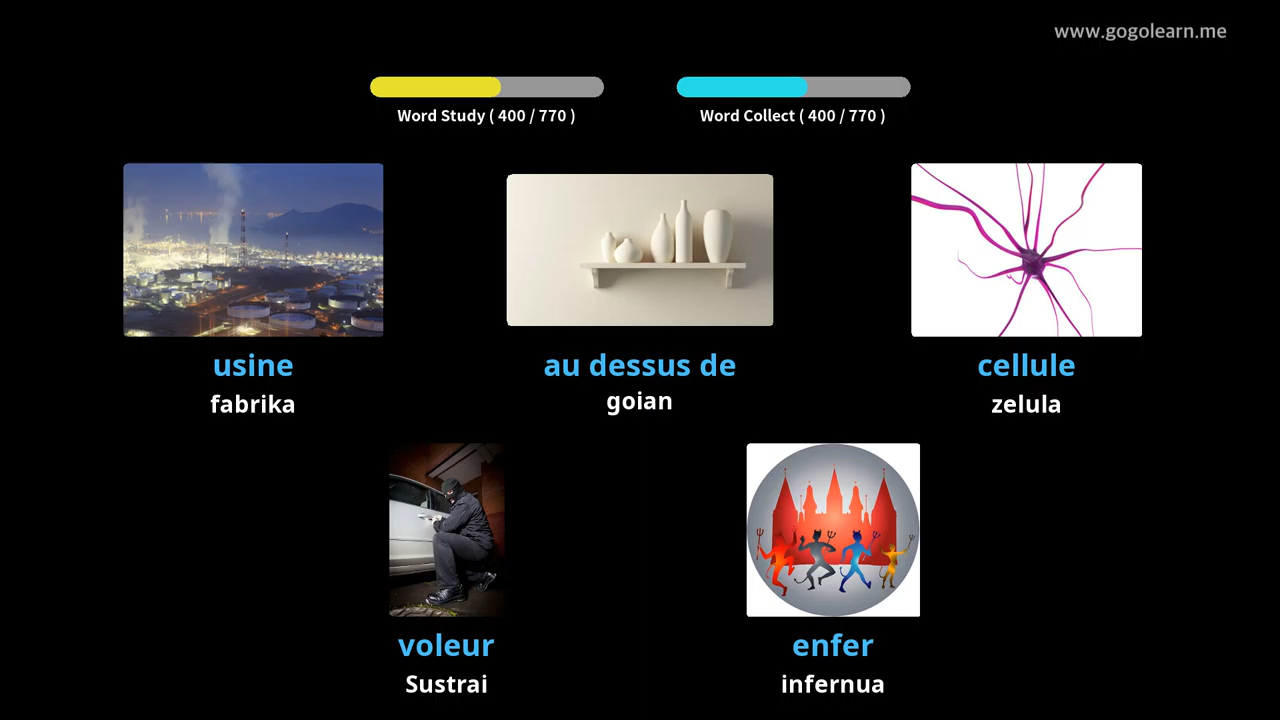 www.gogolearn.me
Word Study ( 400 / 770 )
Word Collect ( 400 / 770 )
usine
fabrika
au dessus de
goian
cellule
zelula
voleur
Sustrai
enfer
infernua